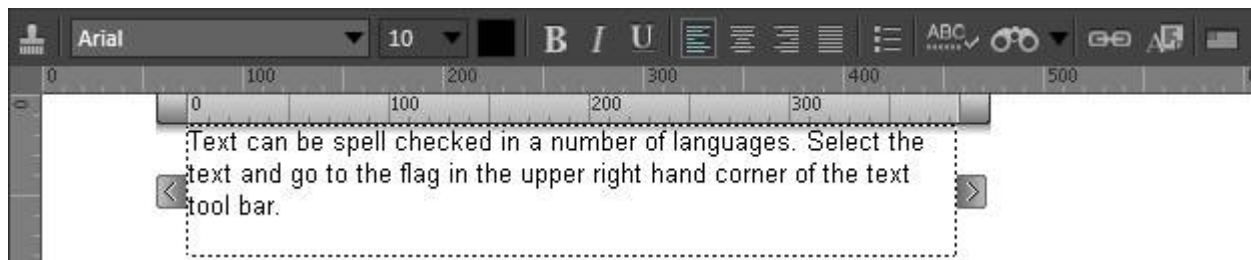 Arial 10 B I U ABC
0 100 200 300 400 500
0 0 100 200 300
Text can be spell checked in a number of languages. Select the
text and go to the flag in the upper right hand corner of the text
tool bar.